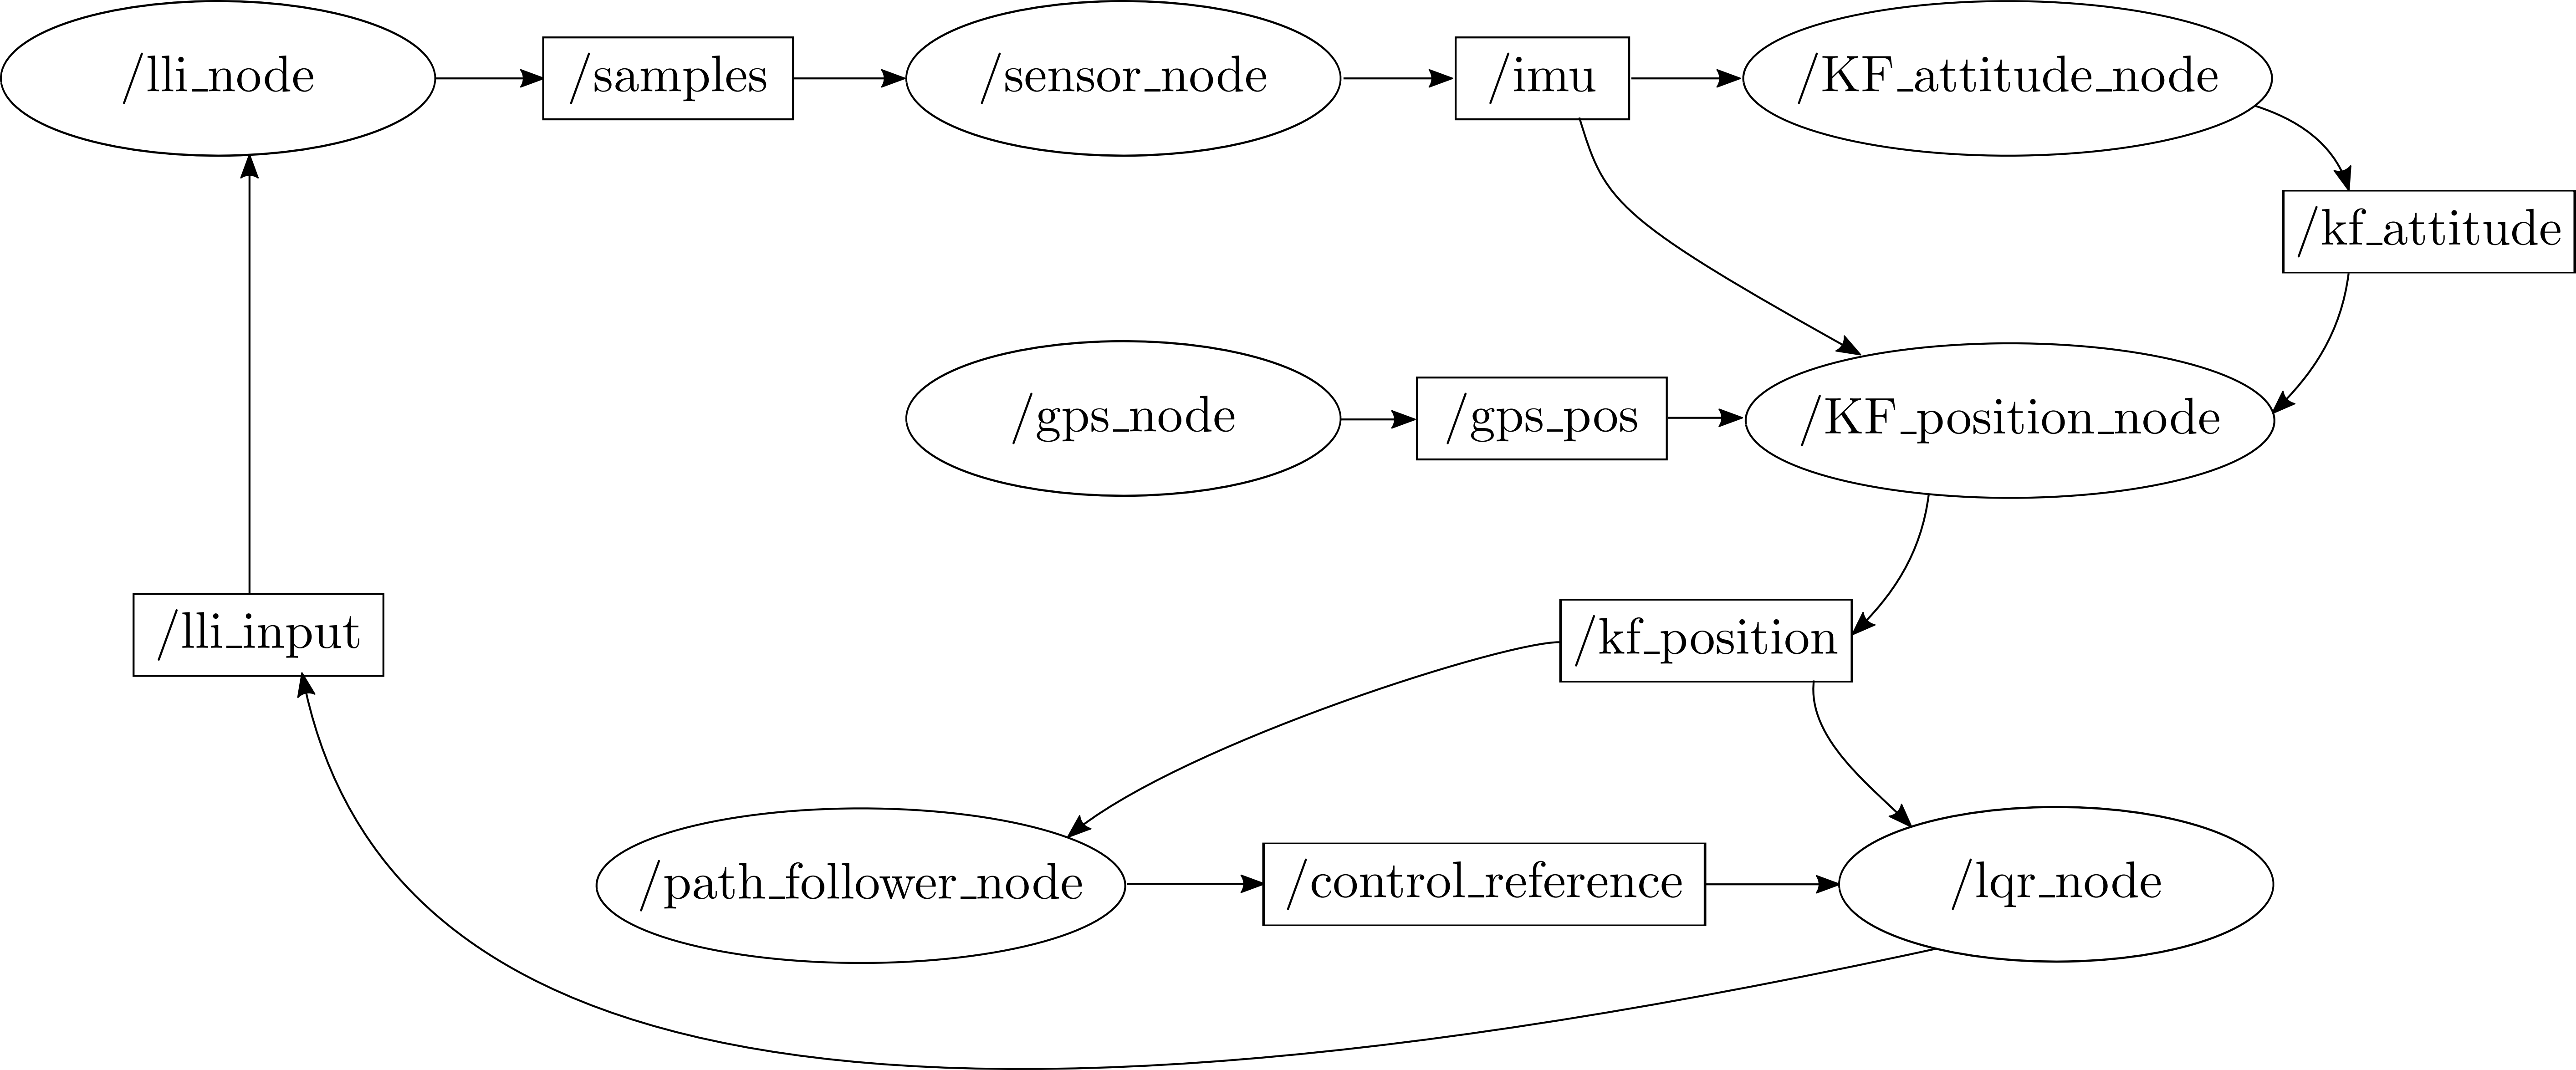 /lli_node
/samples
/sensor_node
/imu
/KF_attitude_node
/kf_attitude
/gps_node
/gps_pos
/KF_position_node
/lli_input
/kf_position
/path_follower_node
/control_reference
/lqr_node